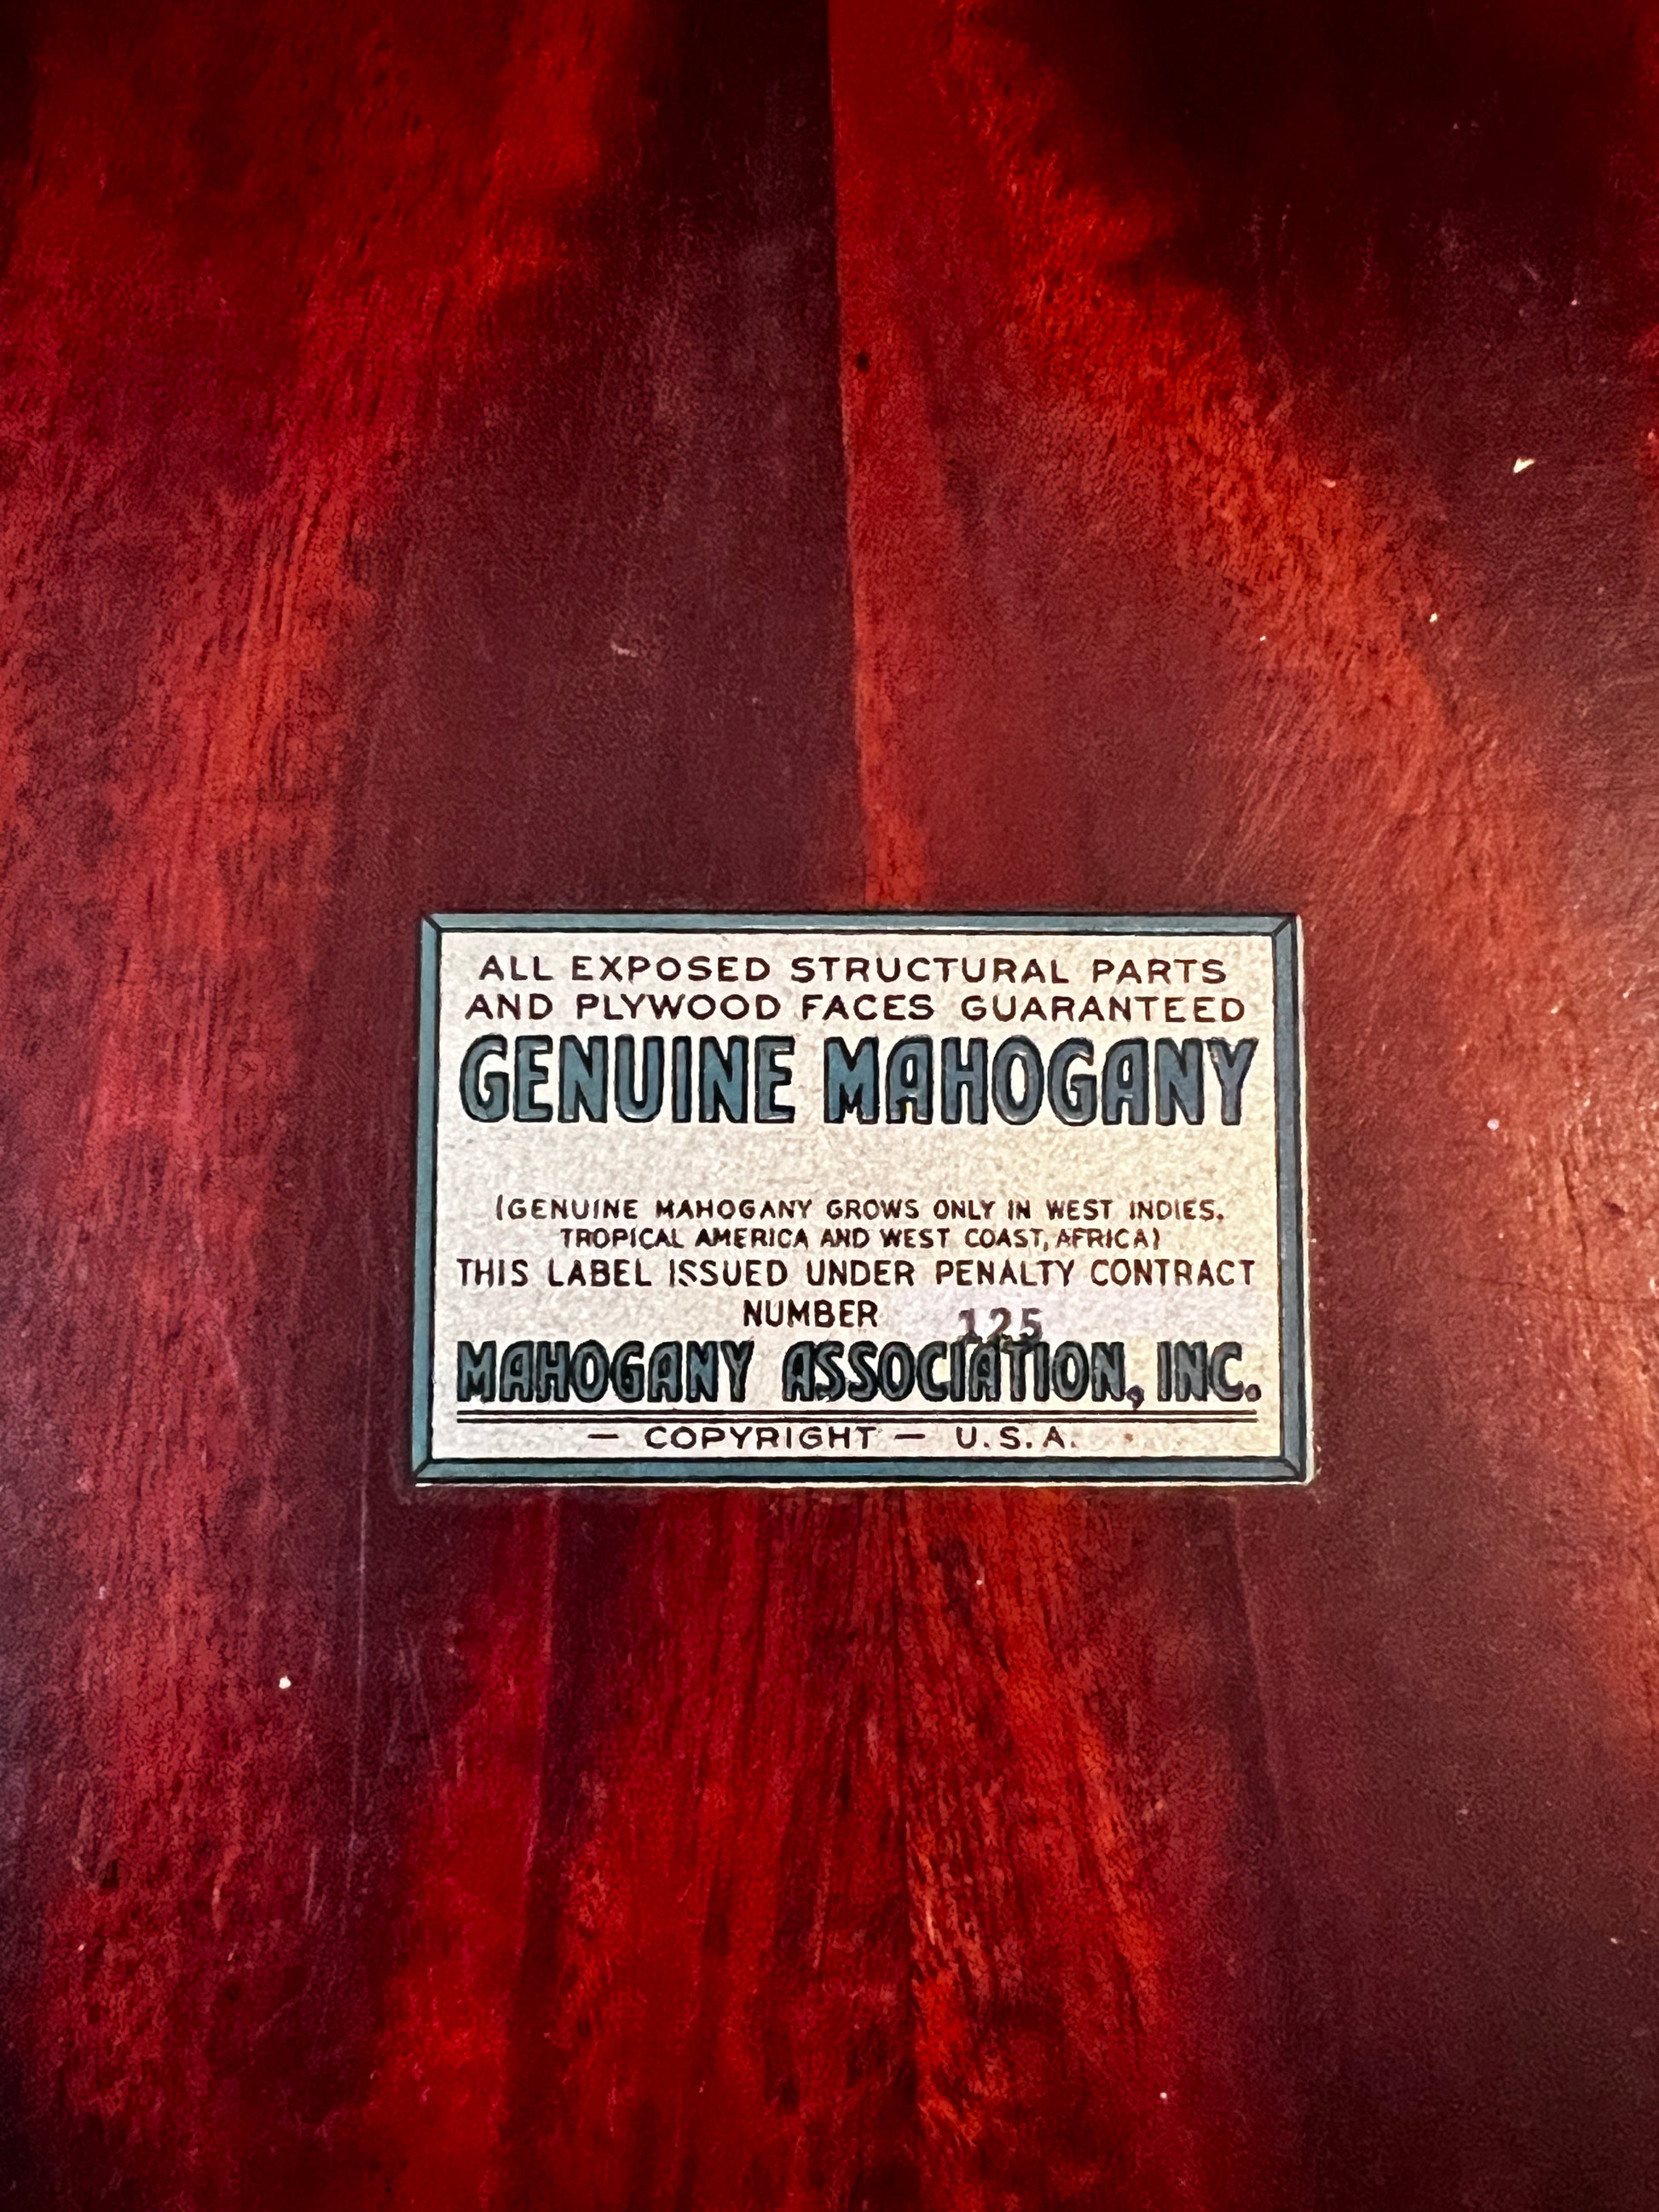 ALL EXPOSED STRUCTURAL PARTS
AND PLYWOOD FACES GUARANTEED
GENUINE MAHOGANY
(GENUINE MAHOGANY GROWS ONLY IN WEST INDIES,
TROPICAL AMERICA AND WEST COAST, AFRICA)
THIS LABEL ISSUED UNDER PENALTY CONTRACT
NUMBER 125
MAHOGANY ASSOCIATION, INC.
— COPYRIGHT — U.S.A.